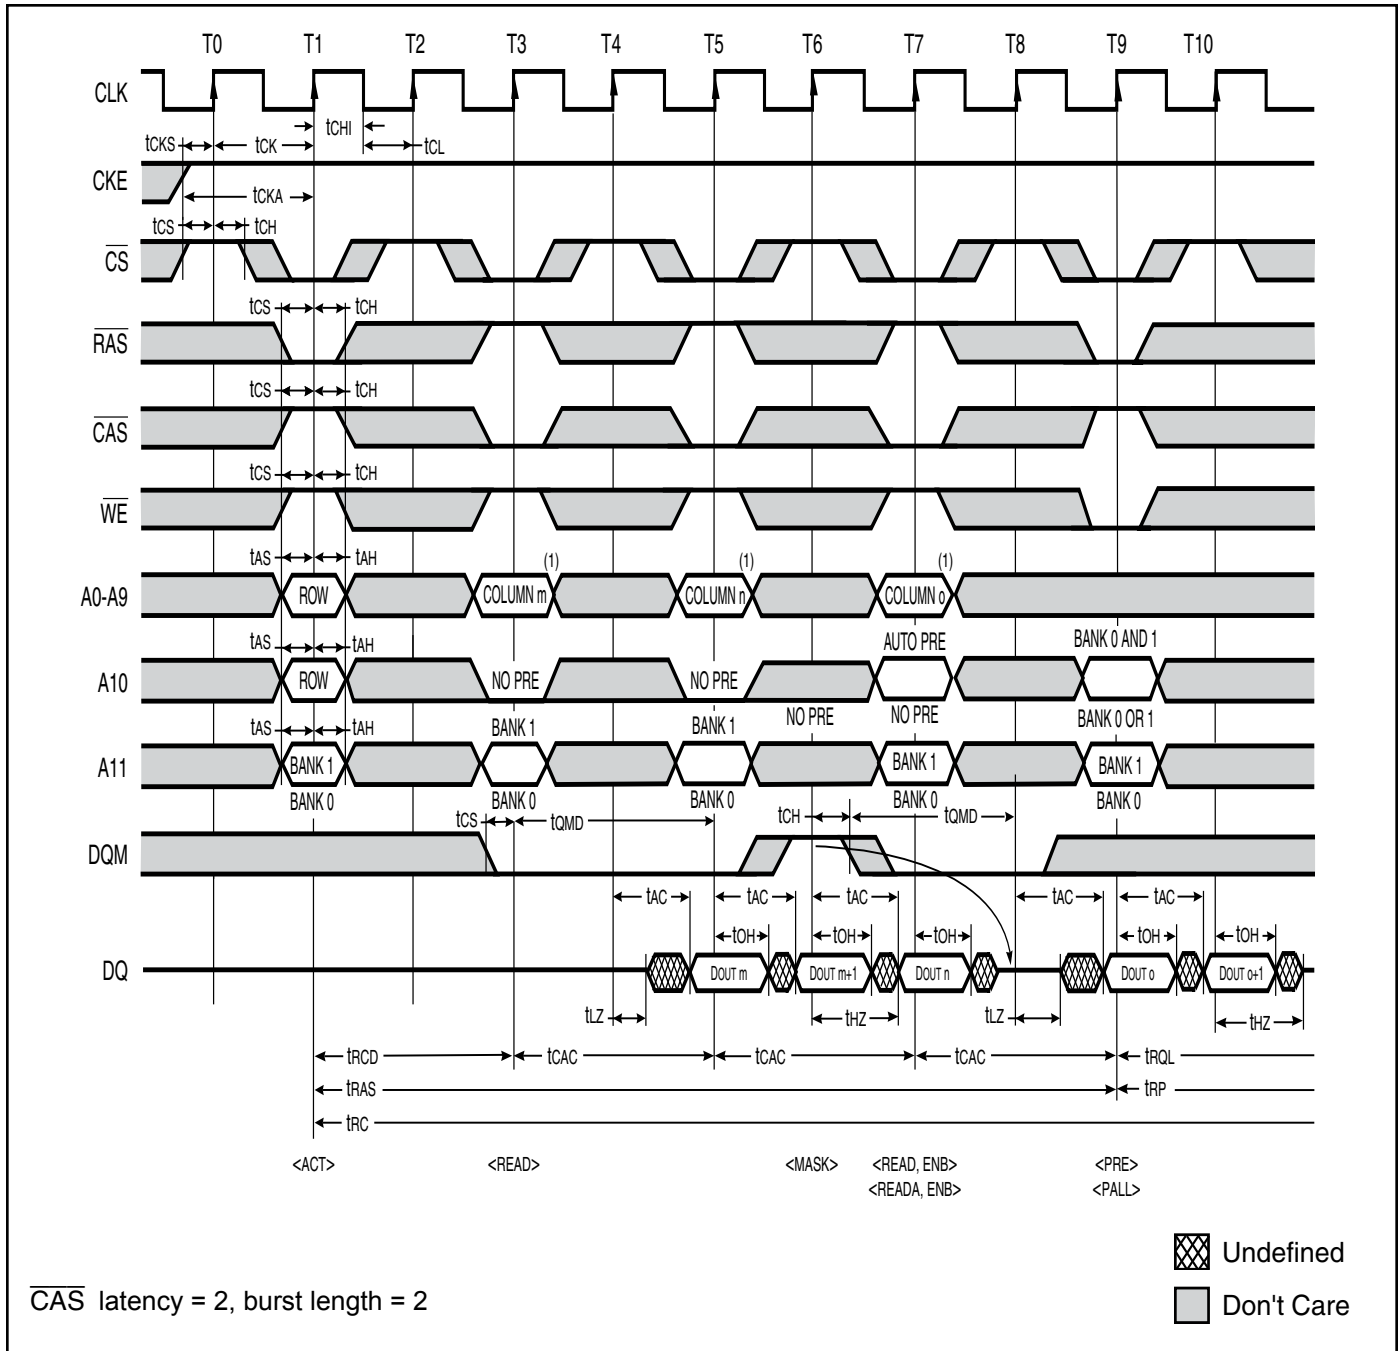 T0 T1 T2 T3 T4 T5 T6 T7 T8 T9 T10
CLK
tCHI
tCKS tCK tCL
CKE
tCKA
tCS tCH
CS
tCS tCH
RAS
tCS tCH
CAS
tCS tCH
WE
tAS tAH (1) (1) (1)
A0-A9 ROW COLUMN m COLUMN n COLUMN o
tAS tAH AUTO PRE BANK 0 AND 1
A10 ROW NO PRE NO PRE
tAS tAH BANK 1 BANK 1 NO PRE NO PRE BANK 0 OR 1
A11 BANK 1 BANK 1 BANK 1
BANK 0 BANK 0 BANK 0 BANK 0 BANK 0
tCS tQMD tCH tQMD
DQM
tAC tAC tAC tAC tAC
tOH tOH tOH tOH tOH
DQ DOUT m DOUT m+1 DOUT n DOUT o DOUT o+1
tLZ tHZ tLZ tHZ
tRCD tCAC tCAC tCAC tRQL
tRAS tRP
tRC
<ACT> <READ> <MASK> <READ, ENB> <PRE>
<READA, ENB> <PALL>
Undefined
CAS latency = 2, burst length = 2
Don't Care